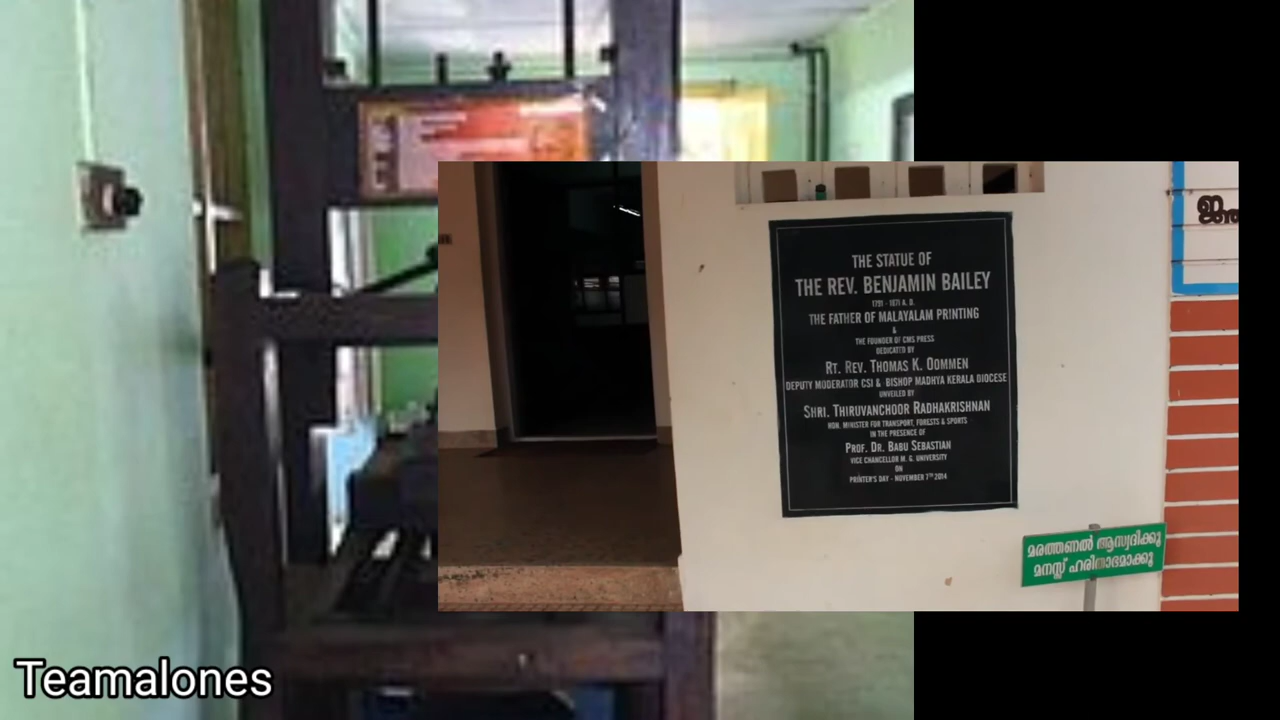 THE STATUE OF
THE REV. BENJAMIN BAILEY
1791 - 1871 A. D.
THE FATHER OF MALAYALAM PRINTING
&
THE FOUNDER OF CMS PRESS
DEDICATED BY
RT. REV. THOMAS K. OOMMEN
DEPUTY MODERATOR CSI & BISHOP MADHYA KERALA DIOCESE
UNVEILED BY
SHRI. THIRUVANCHOOR RADHAKRISHNAN
HON. MINISTER FOR TRANSPORT, FORESTS & SPORTS
IN THE PRESENCE OF
PROF. DR. BABU SEBASTIAN
VICE CHANCELLOR M. G. UNIVERSITY
ON
PRINTER'S DAY - NOVEMBER 7TH 2014
മരത്തണൽ ആസ്വദിക്കൂ
മനസ്സ് ഹരിതാഭമാക്കൂ
Teamalones